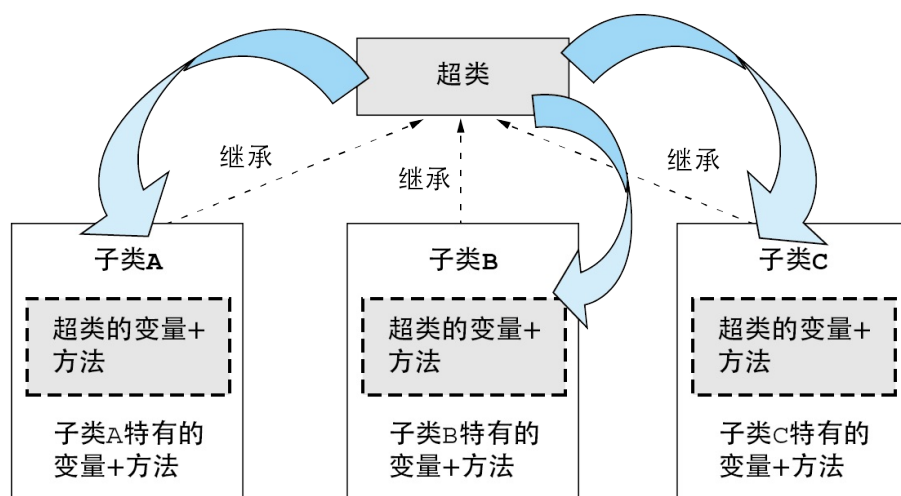 超类
继承
继承
继承
子类A
超类的变量+
方法
子类A特有的
变量+方法
子类B
超类的变量+
方法
子类B特有的
变量+方法
子类C
超类的变量+
方法
子类C特有的
变量+方法